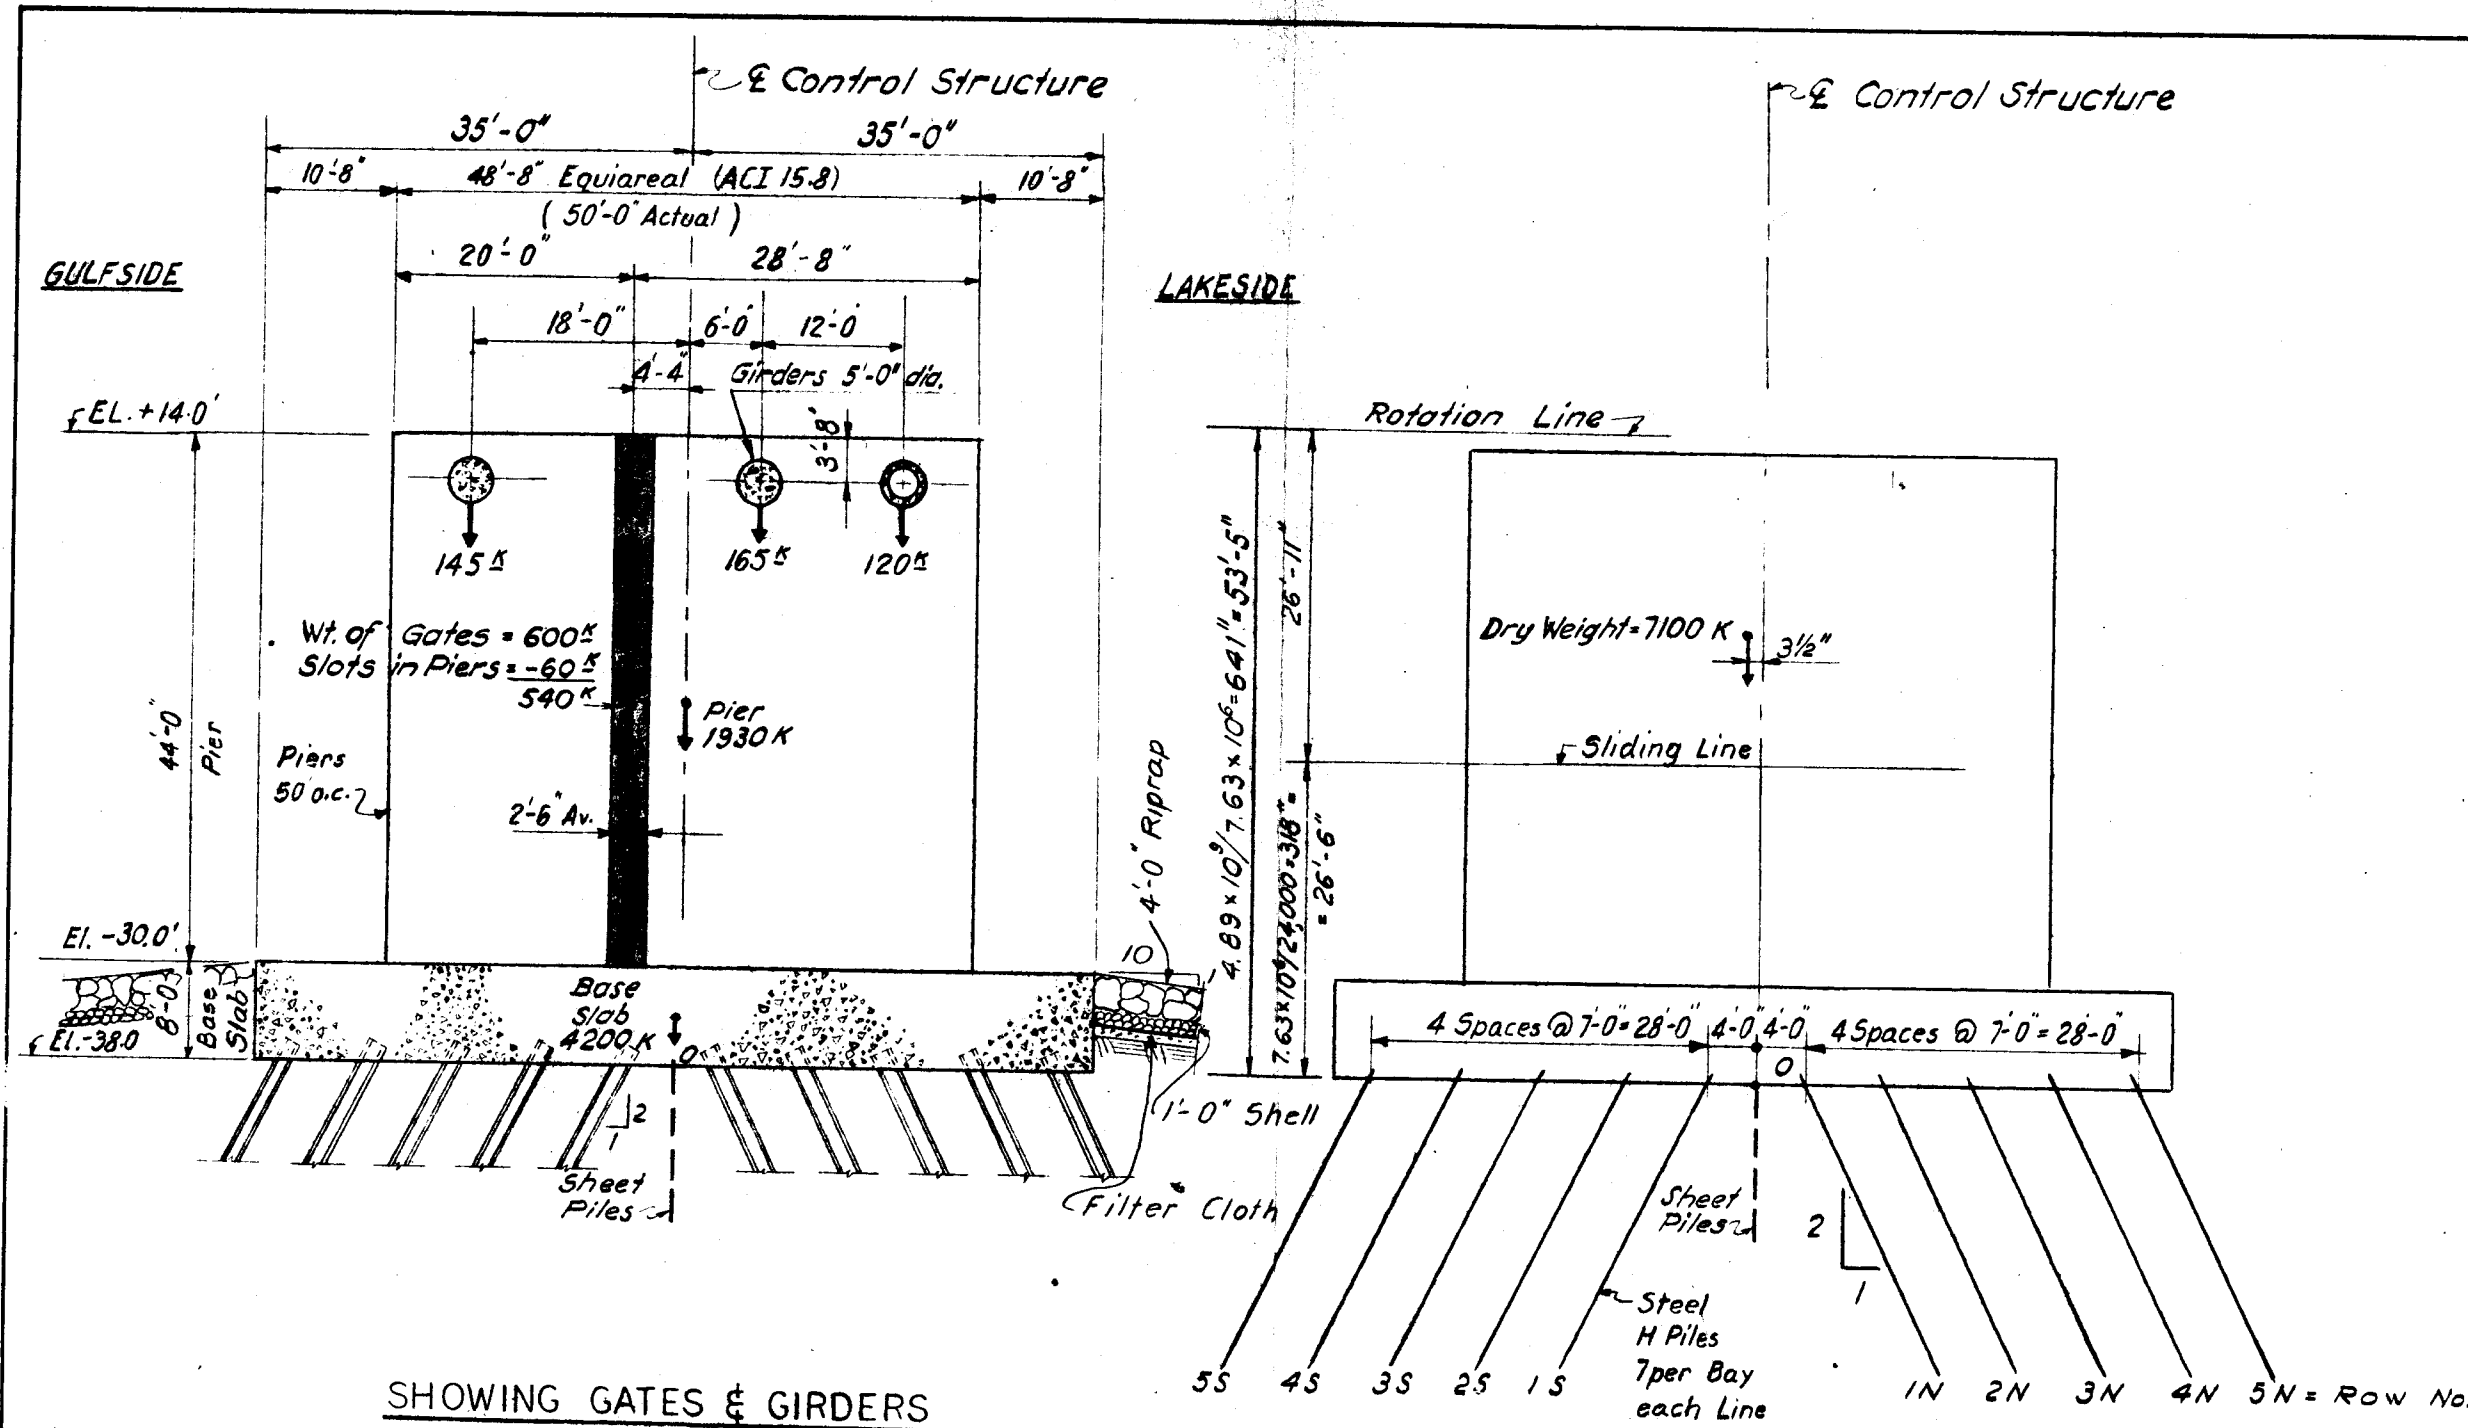 ℄ Control Structure
35'-0" 35'-0"
10'-8" 48'-8" Equiareal (ACI 15.8) 10'-8"
(50'-0" Actual)
20'-0" 28'-8"
GULFSIDE
LAKESIDE
18'-0" 6'-0" 12'-0"
4'-4" Girders 5'-0" dia.
EL. +14.0'
3'-8"
145K 165K 120K
Wt. of Gates = 600K
Slots in Piers = -60K
540K
Pier
1930 K
44'-0"
Pier
Piers
50' o.c.
2'-6" Av.
4'-0" Riprap
El. -30.0'
10
1
8'-0"
Base Slab
Base
Slab
4200 K
O
El. -38.0
2
1
Sheet
Piles
1'-0" Shell
Filter Cloth
SHOWING GATES & GIRDERS
℄ Control Structure
Rotation Line
4.89×10⁹/7.63×10⁶=641"=53'-5"
26'-11"
7.63×10⁶/24,000=318"=
=26'-6"
Dry Weight=7100 K
3½"
Sliding Line
4 Spaces @ 7'-0"=28'-0" 4'-0" 4'-0" 4 Spaces @ 7'-0"=28'-0"
O
Sheet
Piles
2
1
Steel
H Piles
7 per Bay
each Line
5S 4S 3S 2S 1S 1N 2N 3N 4N 5N = Row No.